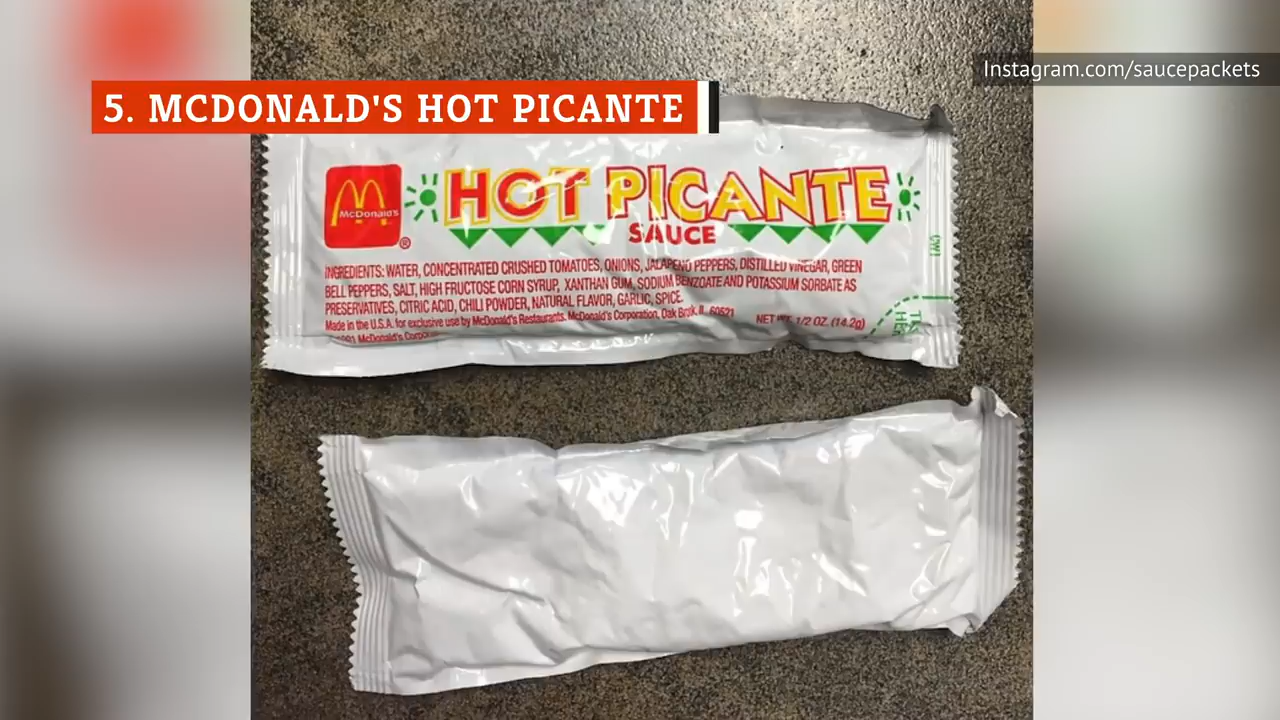 Instagram.com/saucepackets
5. MCDONALD'S HOT PICANTE
McDonald's
®
HOT PICANTE
SAUCE
INGREDIENTS: WATER, CONCENTRATED CRUSHED TOMATOES, ONIONS, JALAPENO PEPPERS, DISTILLED VINEGAR, GREEN
BELL PEPPERS, SALT, HIGH FRUCTOSE CORN SYRUP, XANTHAN GUM, SODIUM BENZOATE AND POTASSIUM SORBATE AS
PRESERVATIVES, CITRIC ACID, CHILI POWDER, NATURAL FLAVOR, GARLIC, SPICE.
Made in the U.S.A. for exclusive use by McDonald's Restaurants. McDonald's Corporation, Oak Brook, IL 60521
NET WT. 1/2 OZ. (14.2g)
McDonald's